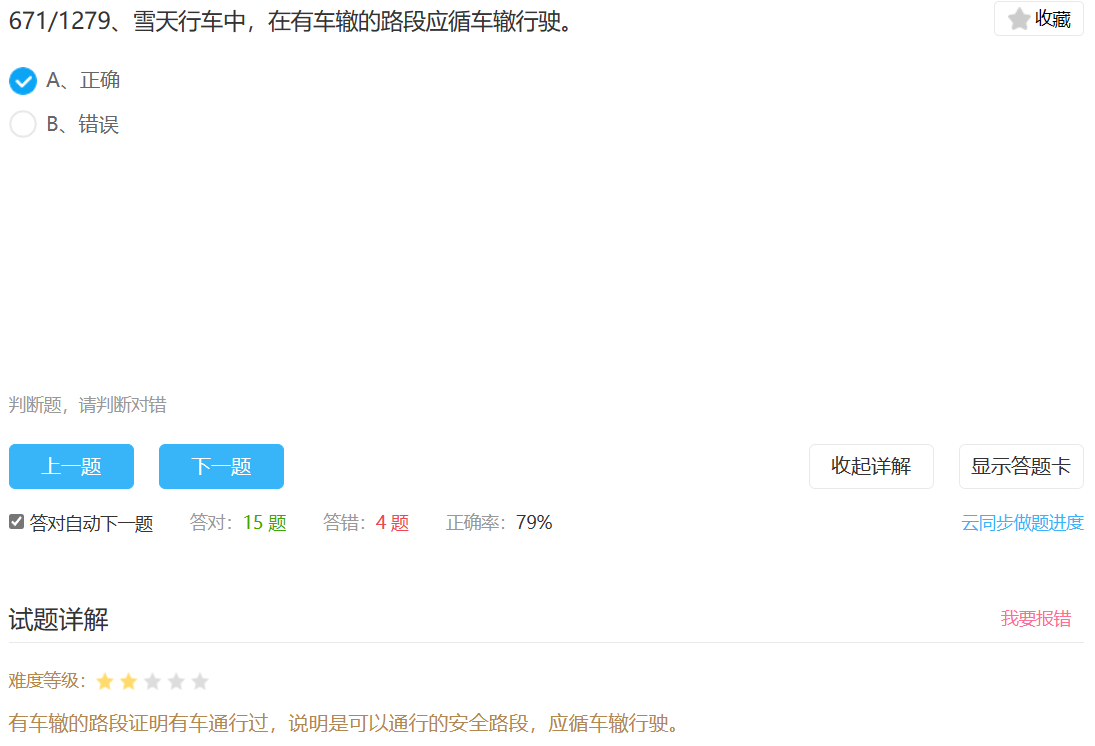 671/1279、雪天行车中，在有车辙的路段应循车辙行驶。
收藏
A、正确
B、错误
判断题，请判断对错
上一题
下一题
收起详解
显示答题卡
答对自动下一题
答对：15 题
答错：4 题
正确率：79%
云同步做题进度
试题详解
我要报错
难度等级：
有车辙的路段证明有车通行过，说明是可以通行的安全路段，应循车辙行驶。